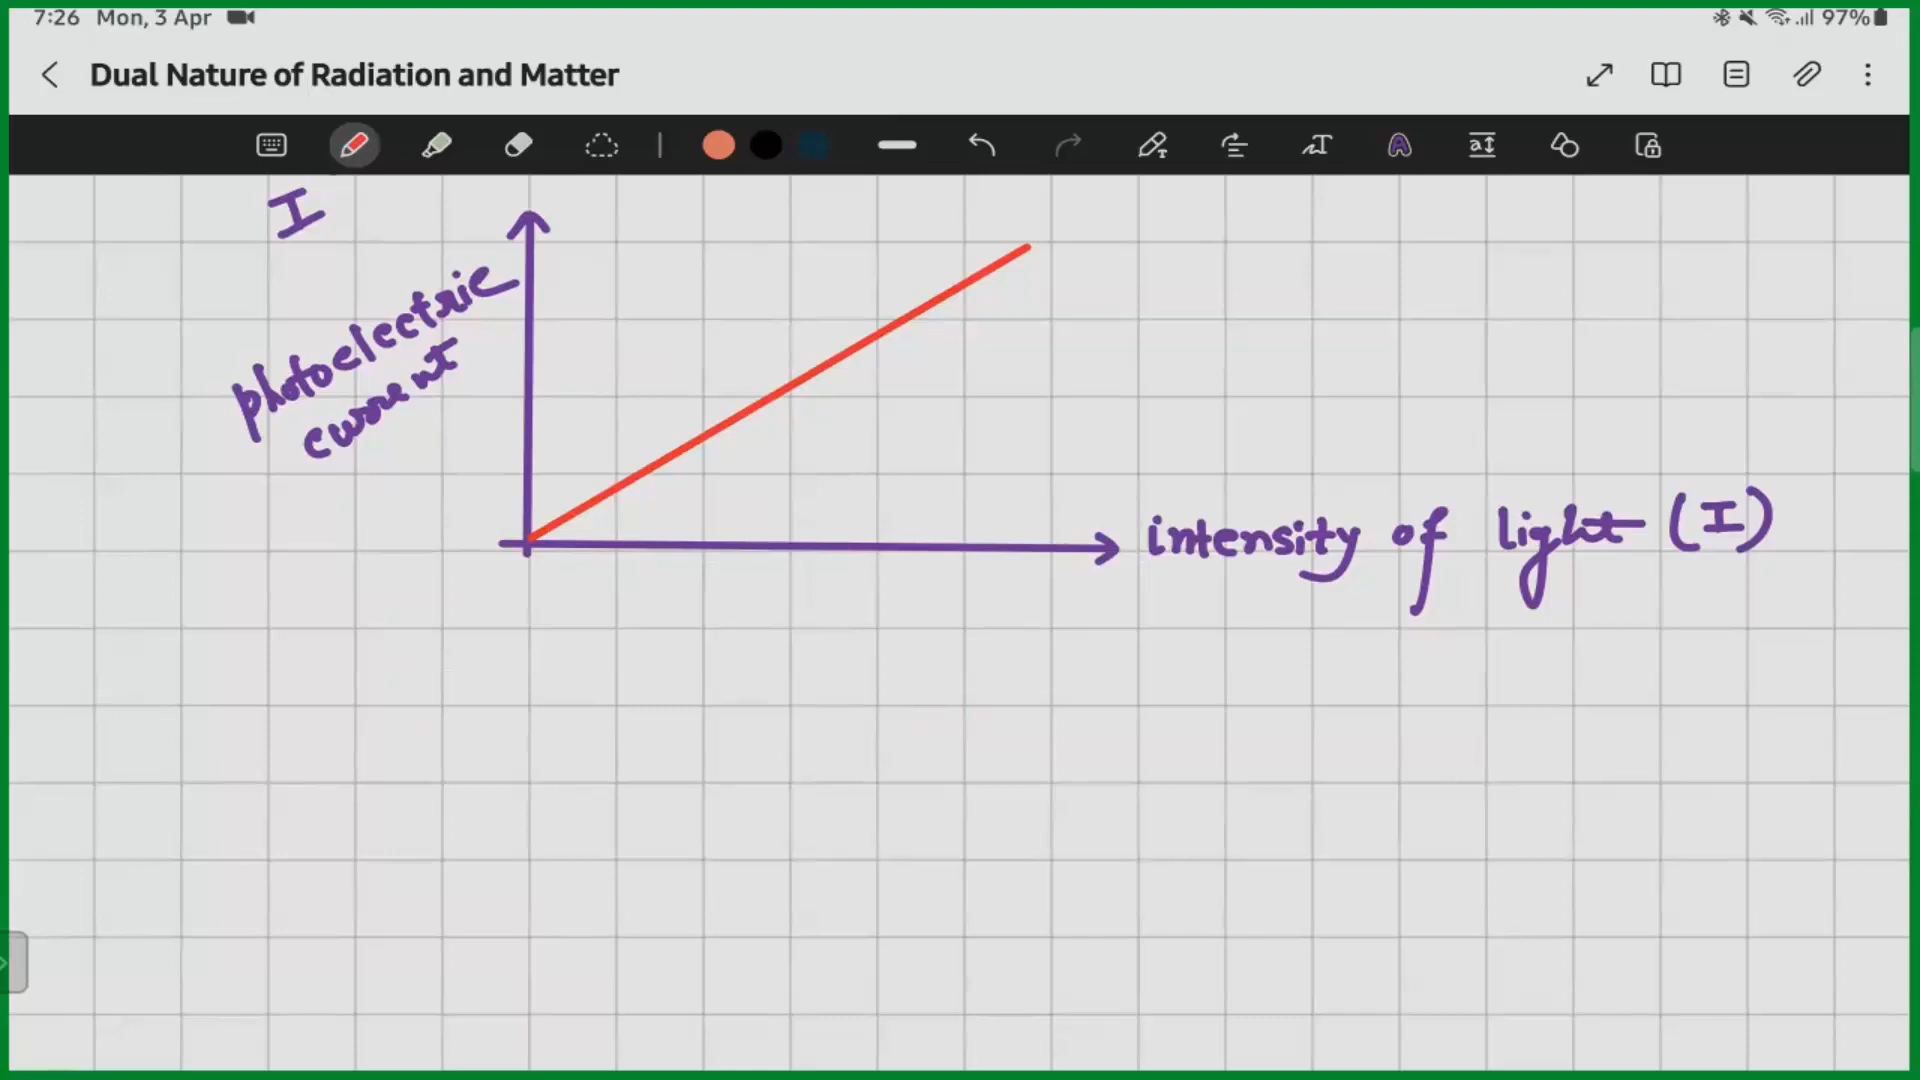 7:26 Mon, 3 Apr
97%
Dual Nature of Radiation and Matter
I
photoelectric
current
intensity of light (I)